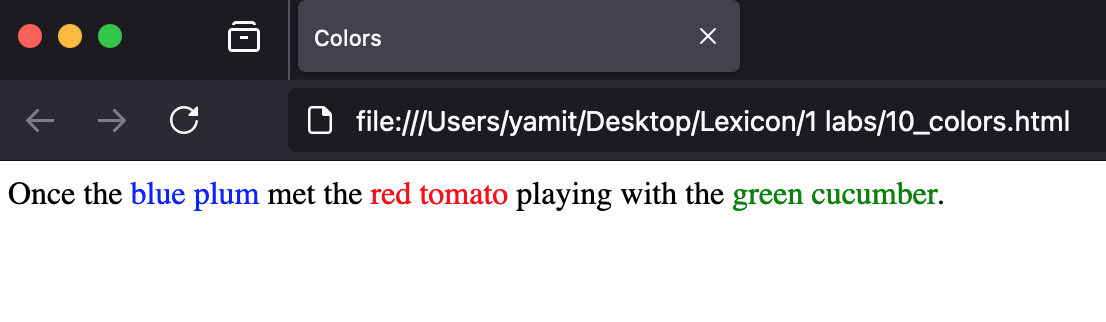 Colors
file:///Users/yamit/Desktop/Lexicon/1 labs/10_colors.html
Once the blue plum met the red tomato playing with the green cucumber.